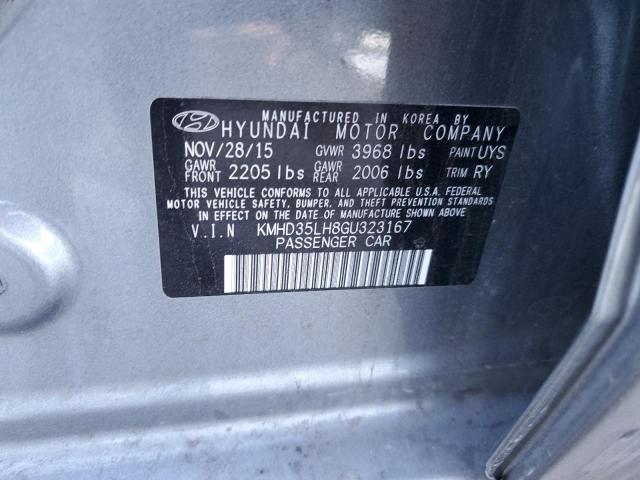 MANUFACTURED IN KOREA BY
HYUNDAI MOTOR COMPANY
NOV/28/15 GVWR 3968 lbs PAINT UYS
GAWR FRONT 2205 lbs GAWR REAR 2006 lbs TRIM RY
THIS VEHICLE CONFORMS TO ALL APPLICABLE U.S.A. FEDERAL
MOTOR VEHICLE SAFETY, BUMPER, AND THEFT PREVENTION STANDARDS
IN EFFECT ON THE DATE OF MANUFACTURE SHOWN ABOVE
V.I.N KMHD35LH8GU323167
PASSENGER CAR